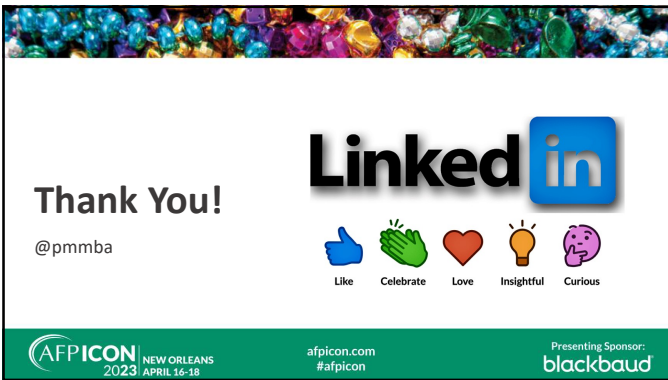 Linked in
Thank You!
@pmmba
Like Celebrate Love Insightful Curious
AFPICON
2023
NEW ORLEANS
APRIL 16-18
afpicon.com
#afpicon
Presenting Sponsor:
blackbaud